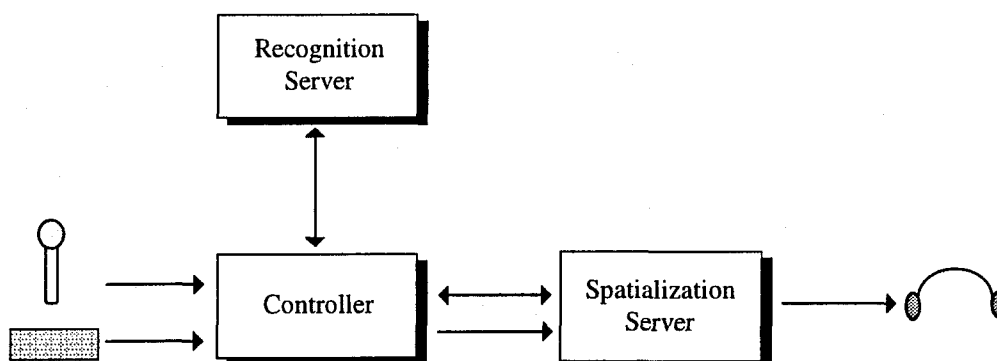 Recognition
Server
Controller
Spatialization
Server